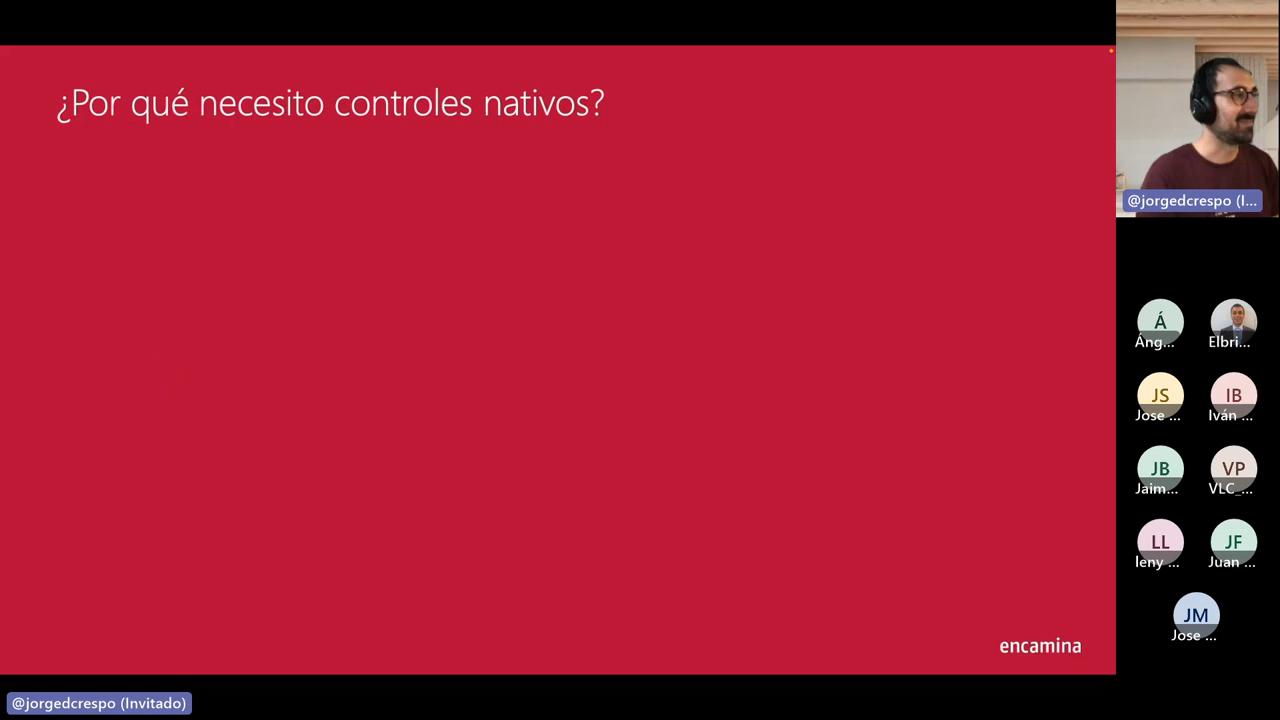 ¿Por qué necesito controles nativos?
encamina
@jorgedcrespo (Invitado)
@jorgedcrespo (I...
Á
Áng...
Elbri...
JS
Jose ...
IB
Iván ...
JB
Jaim...
VP
VLC_...
LL
leny ...
JF
Juan ...
JM
Jose ...